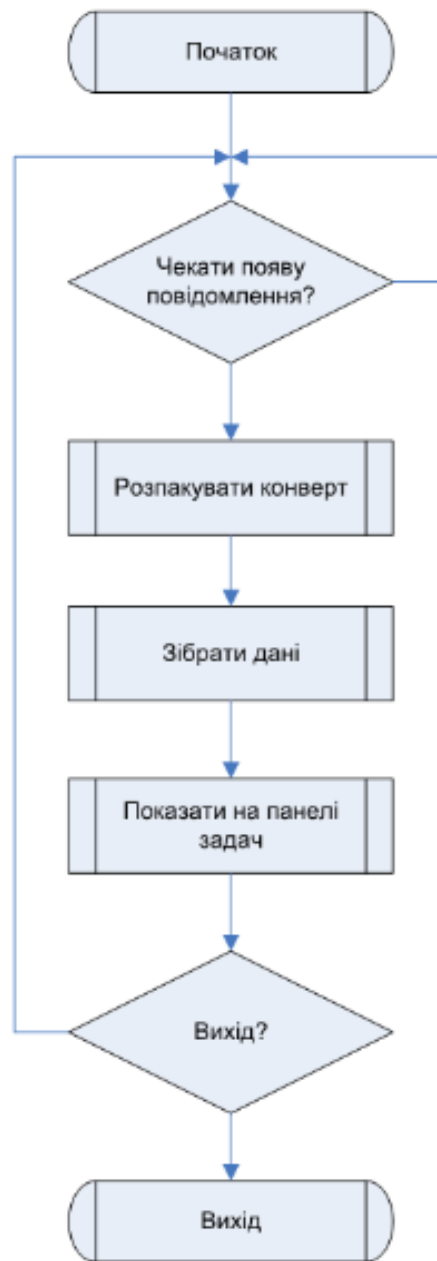 Початок
Чекати появу
повідомлення?
Розпакувати конверт
Зібрати дані
Показати на панелі
задач
Вихід?
Вихід